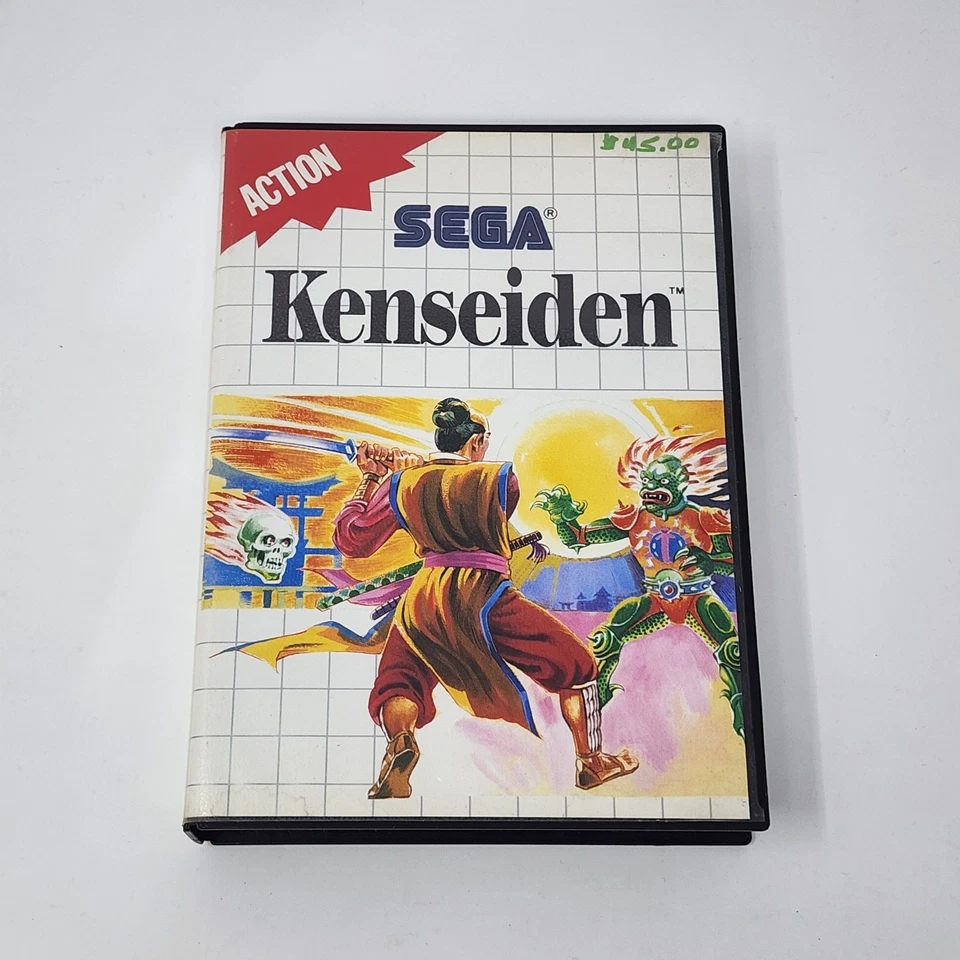 ACTION
$45.00
SEGA®
Kenseiden™